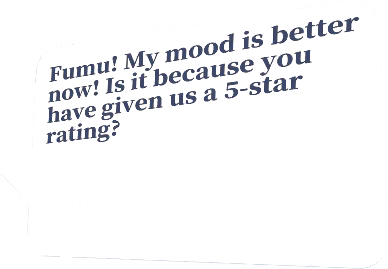 Fumu! My mood is better
now! Is it because you
have given us a 5-star
rating?